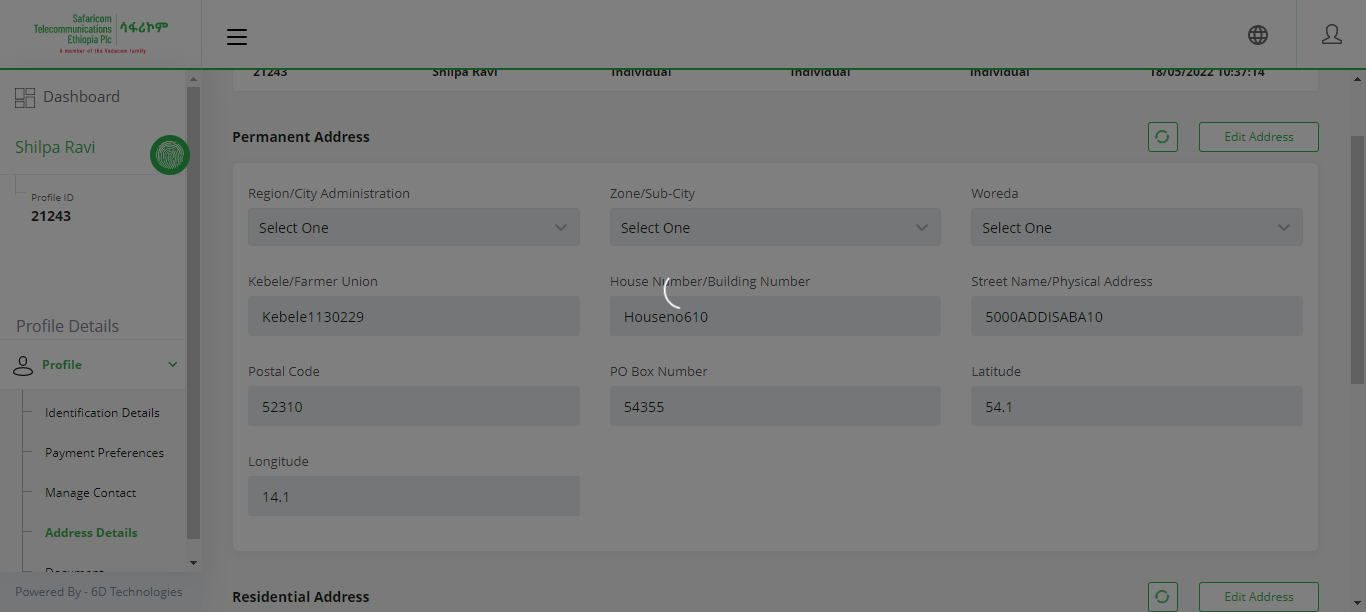 Safaricom
Telecommunications
Ethiopia Plc
ሳፋሪኮም
A member of the Vodacom family
21243 Shilpa Ravi Individual Individual Individual 18/05/2022 10:37:14
Dashboard
Shilpa Ravi
Profile ID
21243
Profile Details
Profile
Identification Details
Payment Preferences
Manage Contact
Address Details
Document
Powered By - 6D Technologies
Permanent Address Edit Address
Region/City Administration Zone/Sub-City Woreda
Select One Select One Select One
Kebele/Farmer Union House Number/Building Number Street Name/Physical Address
Kebele1130229 Houseno610 5000ADDISABA10
Postal Code PO Box Number Latitude
52310 54355 54.1
Longitude
14.1
Residential Address Edit Address